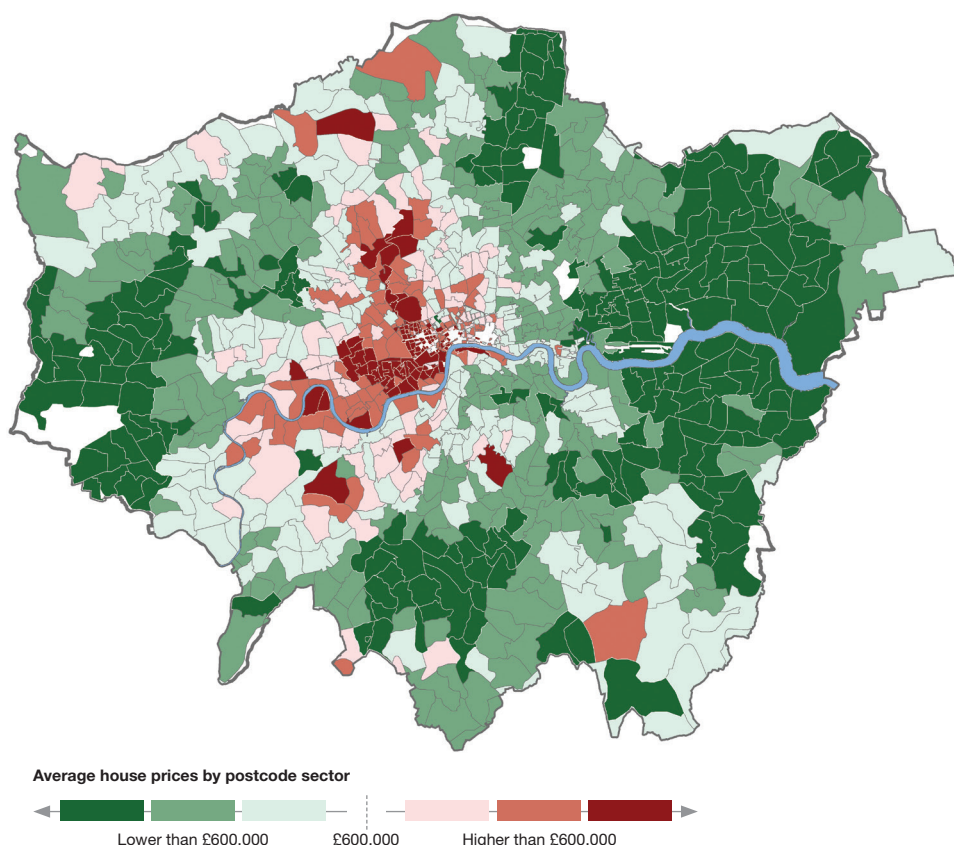 Average house prices by postcode sector
Lower than £600.000 £600.000 Higher than £600.000